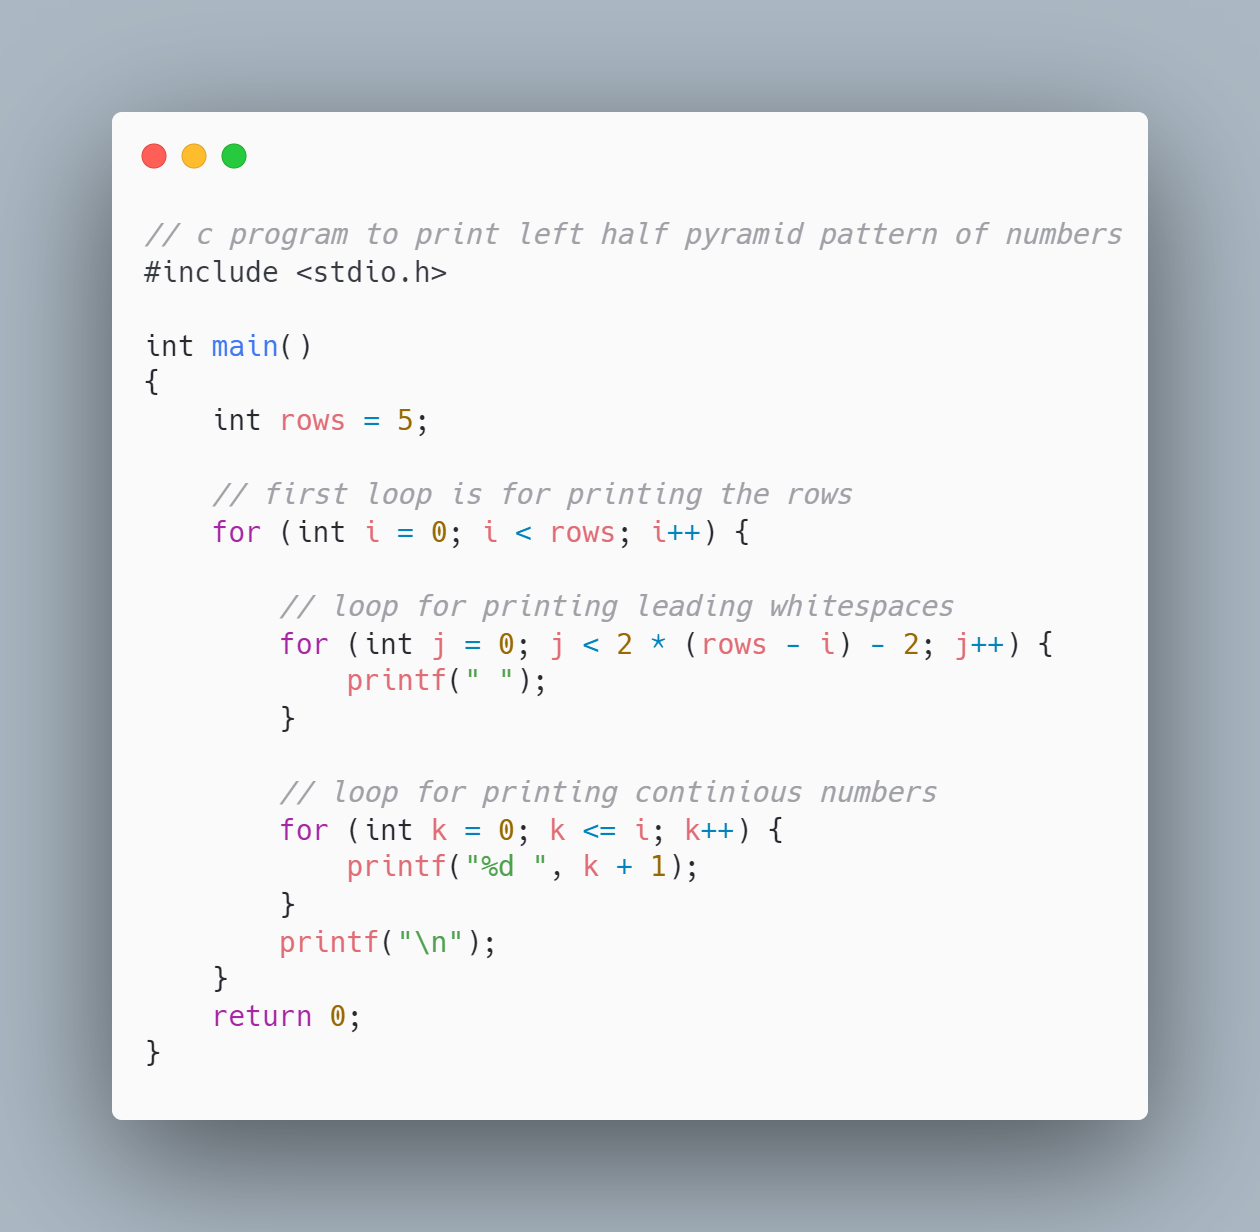 // c program to print left half pyramid pattern of numbers
#include <stdio.h>

int main()
{
    int rows = 5;

    // first loop is for printing the rows
    for (int i = 0; i < rows; i++) {

        // loop for printing leading whitespaces
        for (int j = 0; j < 2 * (rows - i) - 2; j++) {
            printf(" ");
        }

        // loop for printing continious numbers
        for (int k = 0; k <= i; k++) {
            printf("%d ", k + 1);
        }
        printf("\n");
    }
    return 0;
}